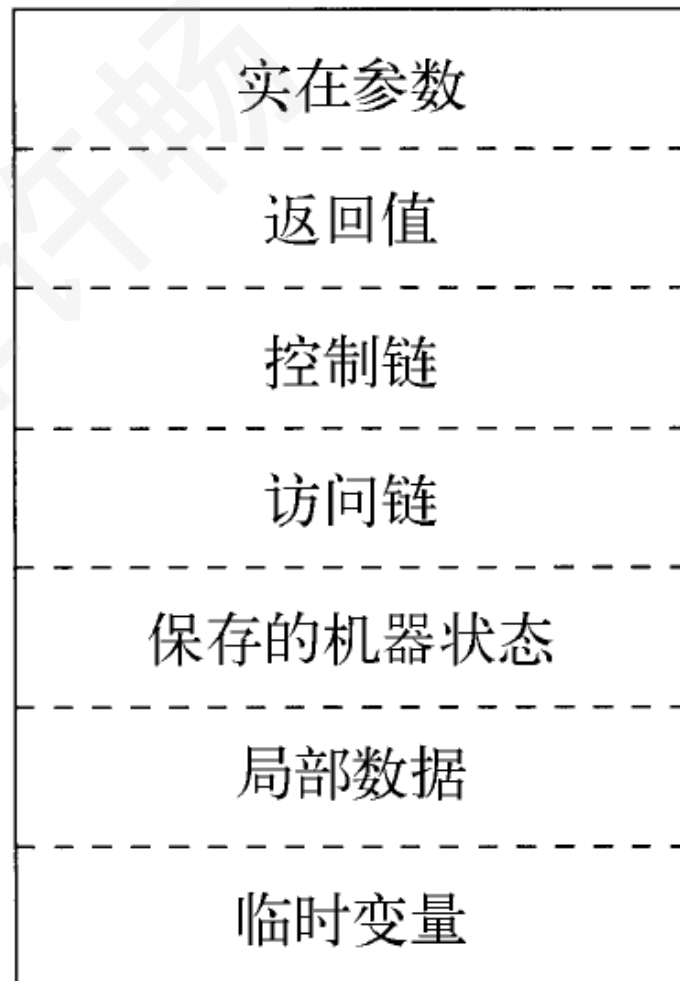 实在参数
返回值
控制链
访问链
保存的机器状态
局部数据
临时变量